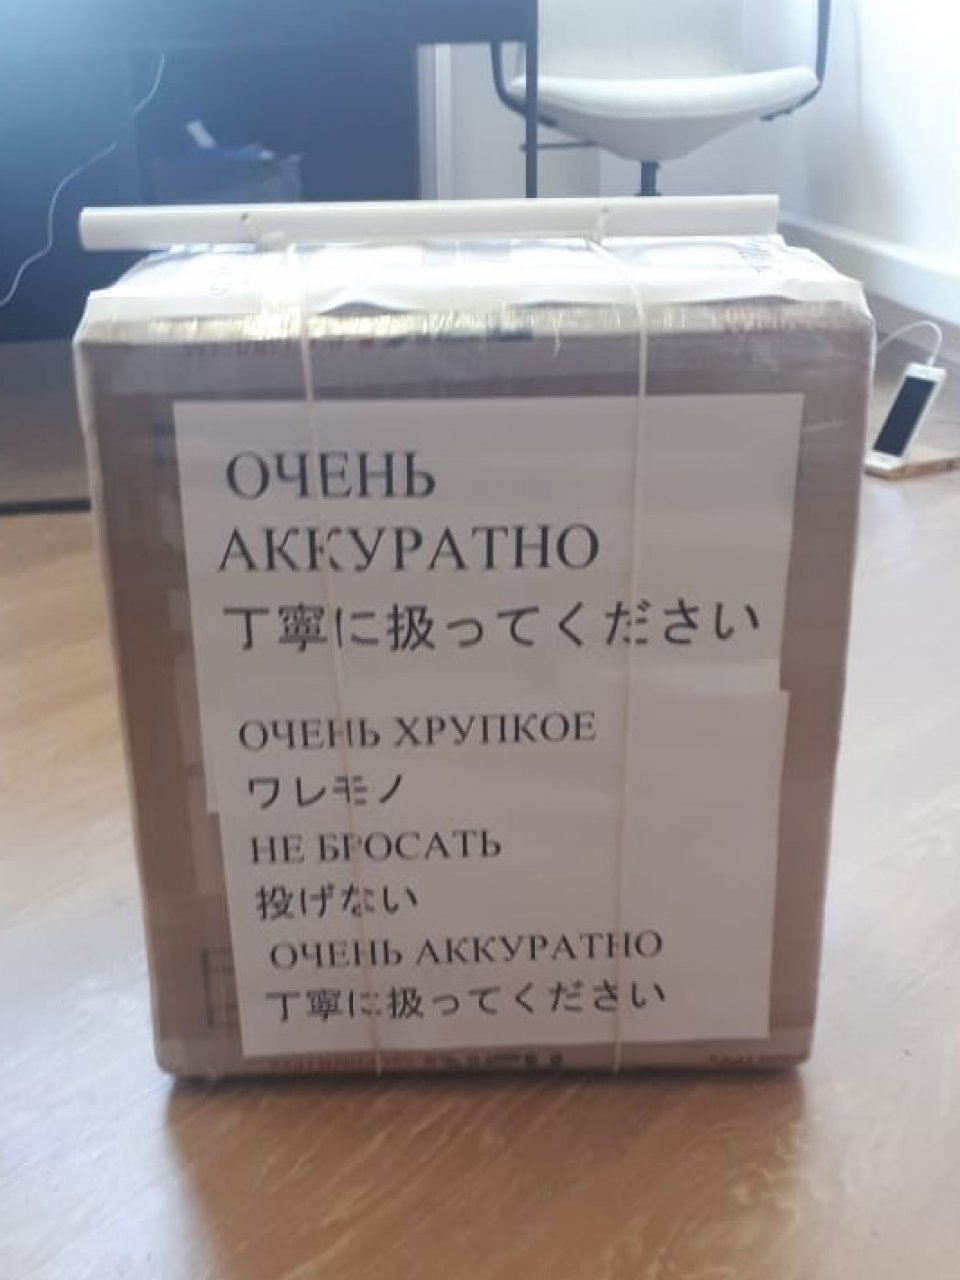 ОЧЕНЬ
АККУРАТНО
丁寧に扱ってください
ОЧЕНЬ ХРУПКОЕ
ワレモノ
НЕ БРОСАТЬ
投げない
ОЧЕНЬ АККУРАТНО
丁寧に扱ってください